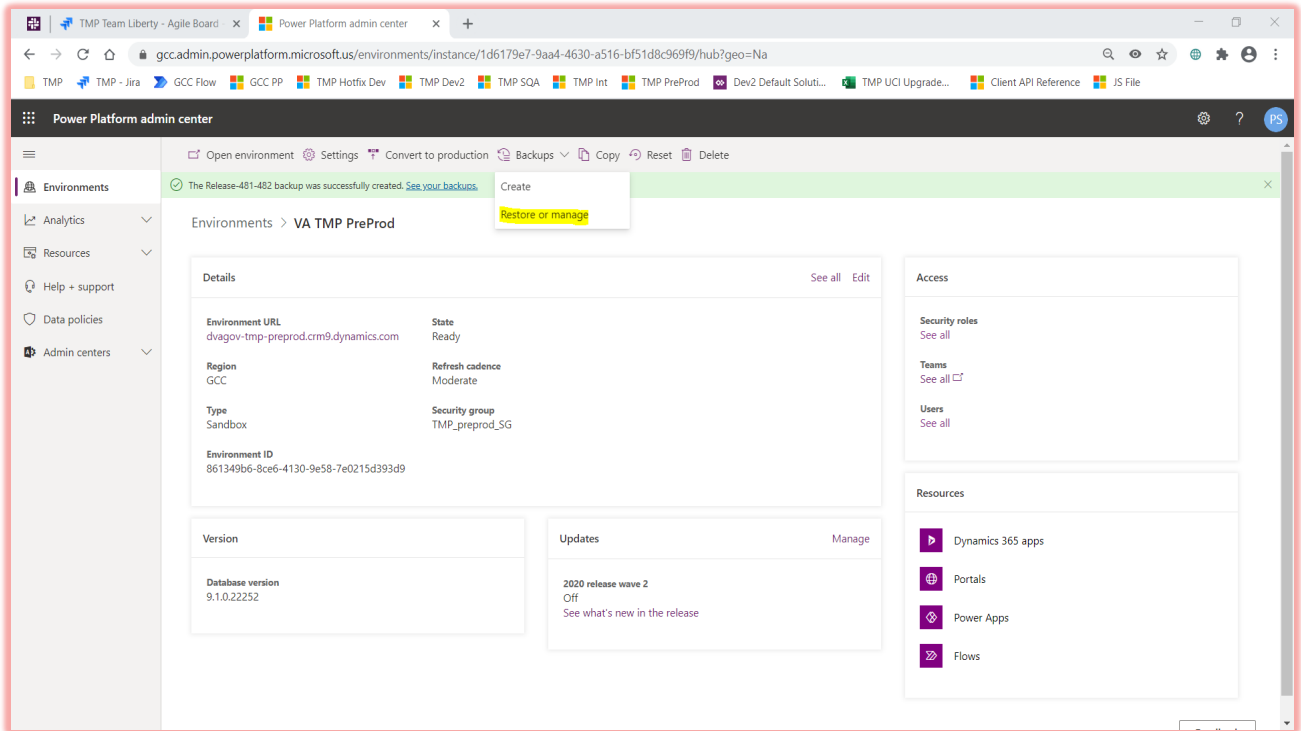 TMP Team Liberty - Agile Board
Power Platform admin center
gcc.admin.powerplatform.microsoft.us/environments/instance/1d6179e7-9aa4-4630-a516-bf51d8c969f9/hub?geo=Na
TMP
TMP - Jira
GCC Flow
GCC PP
TMP Hotfix Dev
TMP Dev2
TMP SQA
TMP Int
TMP PreProd
Dev2 Default Soluti...
TMP UCI Upgrade...
Client API Reference
JS File
Power Platform admin center
?
PS
Open environment
Settings
Convert to production
Backups
Copy
Reset
Delete
Environments
Analytics
Resources
Help + support
Data policies
Admin centers
The Release-481-482 backup was successfully created. See your backups.
Create
Restore or manage
Environments > VA TMP PreProd
Details
See all
Edit
Environment URL
dvagov-tmp-preprod.crm9.dynamics.com
State
Ready
Region
GCC
Refresh cadence
Moderate
Type
Sandbox
Security group
TMP_preprod_SG
Environment ID
861349b6-8ce6-4130-9e58-7e0215d393d9
Version
Database version
9.1.0.22252
Updates
Manage
2020 release wave 2
Off
See what's new in the release
Access
Security roles
See all
Teams
See all
Users
See all
Resources
Dynamics 365 apps
Portals
Power Apps
Flows